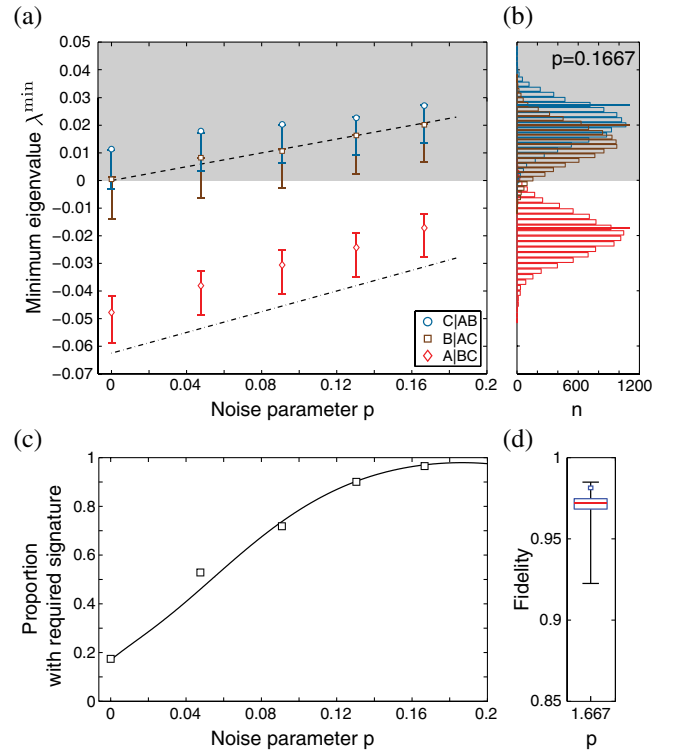 (a)
(b)
0.05
0.04
0.03
0.02
0.01
0
−0.01
−0.02
−0.03
−0.04
−0.05
−0.06
−0.07
Minimum eigenvalue λmin
C|AB
B|AC
A|BC
0 0.04 0.08 0.12 0.16 0.2
Noise parameter p
p=0.1667
0 600 1200
n
(c)
(d)
1
0.8
0.6
0.4
0.2
0
Proportion
with required signature
0 0.04 0.08 0.12 0.16 0.2
Noise parameter p
1
0.95
0.9
0.85
Fidelity
1.667
p